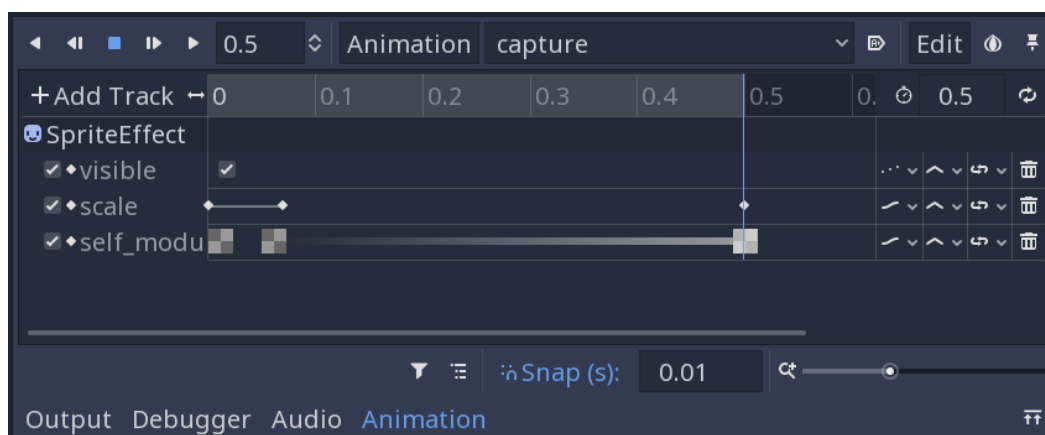 0.5 Animation capture Edit
Add Track 0 0.1 0.2 0.3 0.4 0.5 0. 0.5
SpriteEffect
visible
scale
self_modu
Snap (s): 0.01
Output Debugger Audio Animation